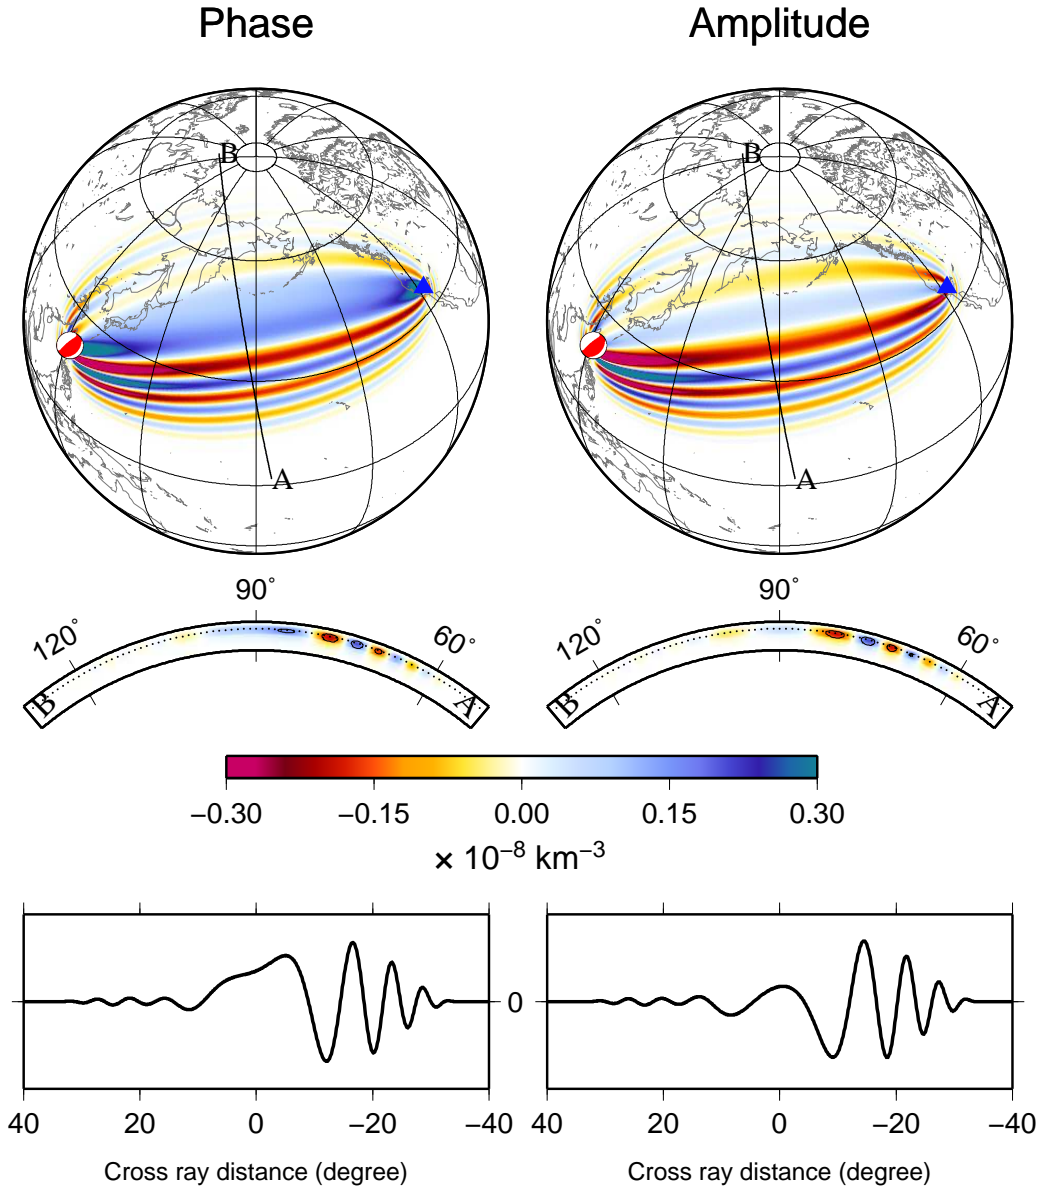 Phase Amplitude
B B
A A
90° 90°
120° 60° 120° 60°
B A B A
−0.30 −0.15 0.00 0.15 0.30
× 10⁻⁸ km⁻³
0
40 20 0 −20 −40 40 20 0 −20 −40
Cross ray distance (degree) Cross ray distance (degree)